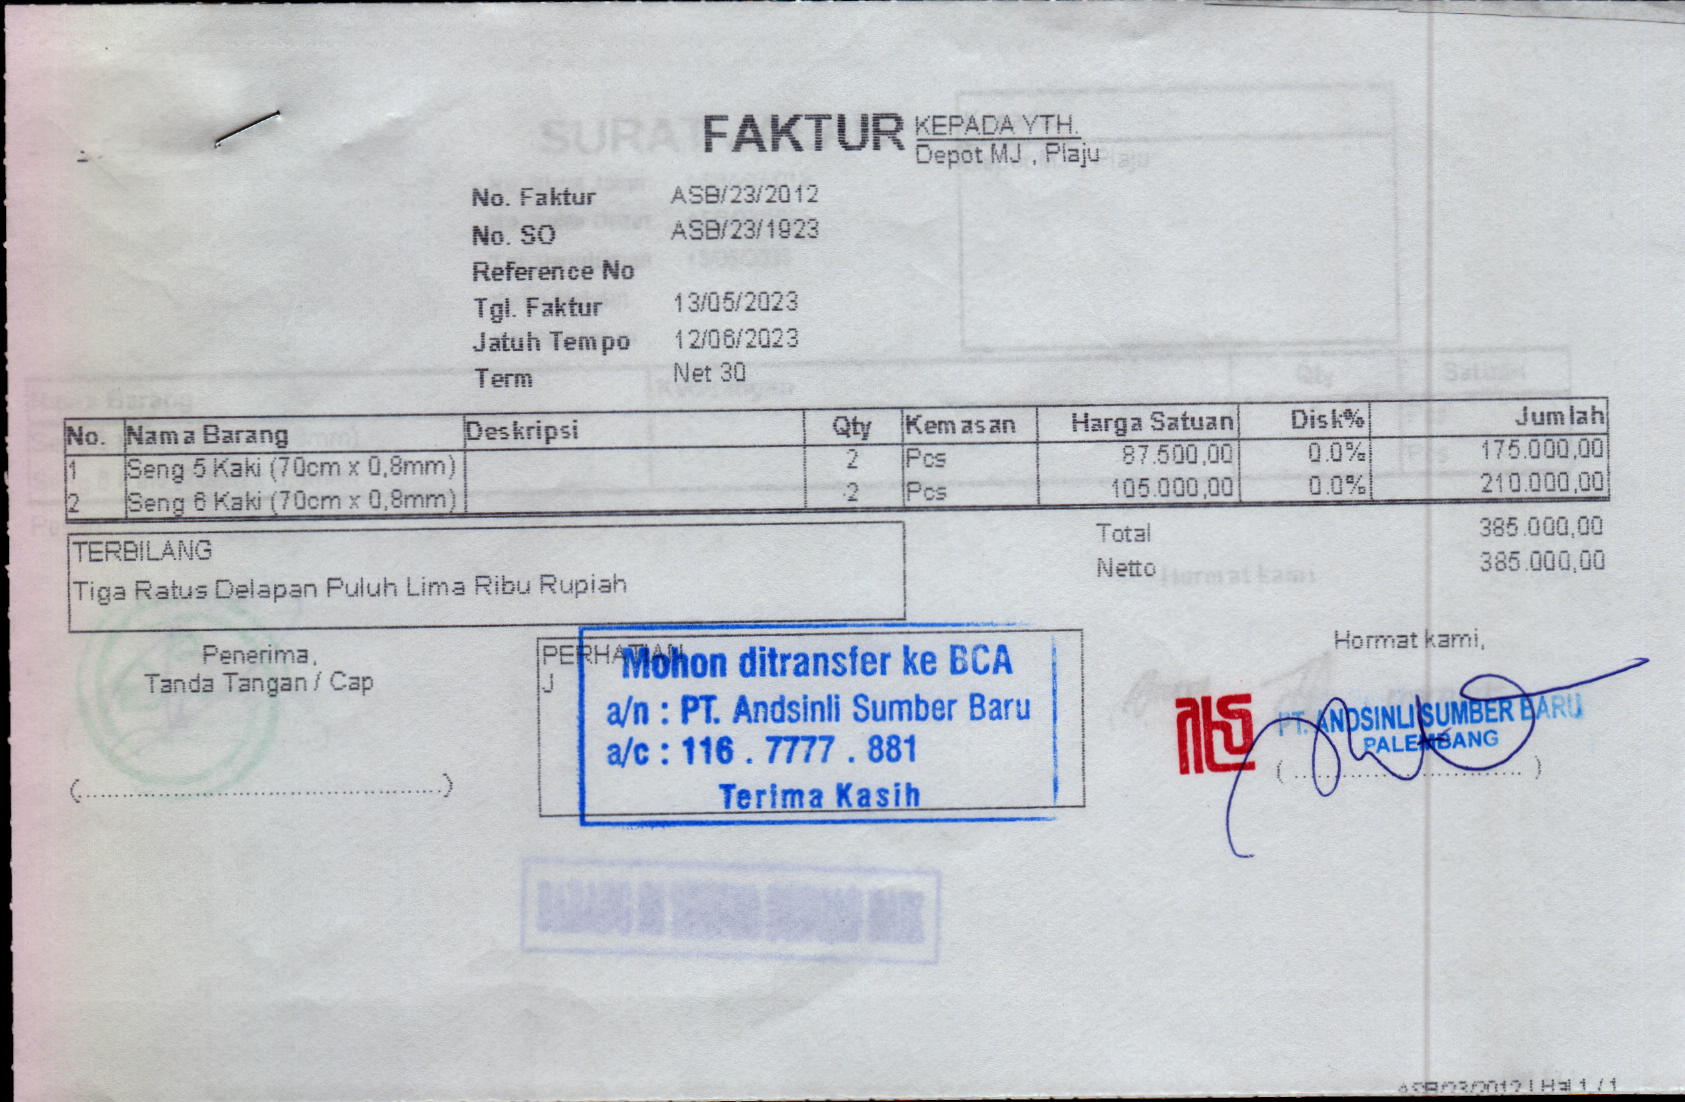 FAKTUR
KEPADA YTH.
Depot MJ , Plaju
No. Faktur ASB/23/2012
No. SO ASB/23/1923
Reference No
Tgl. Faktur 13/05/2023
Jatuh Tempo 12/06/2023
Term Net 30
No. Nama Barang Deskripsi Qty Kemasan Harga Satuan Disk% Jumlah
1 Seng 5 Kaki (70cm x 0,8mm) 2 Pcs 87.500,00 0.0% 175.000,00
2 Seng 6 Kaki (70cm x 0,8mm) 2 Pcs 105.000,00 0.0% 210.000,00
Total 385.000,00
Netto 385.000,00
TERBILANG
Tiga Ratus Delapan Puluh Lima Ribu Rupiah
Penerima,
Tanda Tangan / Cap
(.....................................................)
PERHATIAN
J
Mohon ditransfer ke BCA
a/n : PT. Andsinli Sumber Baru
a/c : 116 . 7777 . 881
Terima Kasih
Hormat kami,
PT. ANDSINLI SUMBER BARU
PALEMBANG
( ................................. )
ASB/23/2012 | Hal 1 / 1